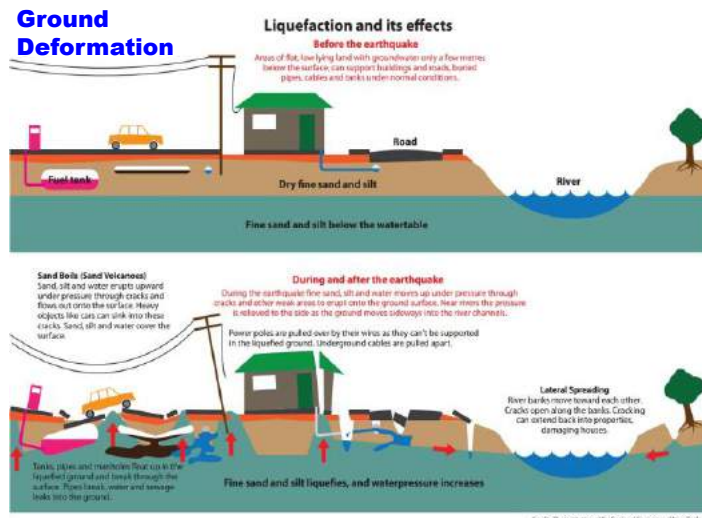 Ground
Deformation
Liquefaction and its effects
Before the earthquake
Areas of flat, low lying land with groundwater only a few metres
below the surface, can support buildings and roads, buried
pipes, cables and tanks under normal conditions.
Road
Fuel tank
Dry fine sand and silt
River
Fine sand and silt below the watertable
Sand Boils (Sand Volcanoes)
Sand, silt and water erupts upward
under pressure through cracks and
flows out onto the surface. Heavy
objects like cars can sink into these
cracks. Sand, silt and water cover the
surface.
During and after the earthquake
During the earthquake fine sand, silt and water moves up under pressure through
cracks and other weak areas to erupt onto the ground surface. Near rivers the pressure
is relieved to the side as the ground moves sideways into the river channels.
Power poles are pulled over by their wires as they can't be supported
in the liquefied ground. Underground cables are pulled apart.
Lateral Spreading
River banks move toward each other.
Cracks open along the banks. Cracking
can extend back into properties,
damaging houses.
Tanks, pipes and manholes float up in the
liquefied ground and break through the
surface. Pipes break, water and sewage
leaks into the ground.
Fine sand and silt liquefies, and waterpressure increases